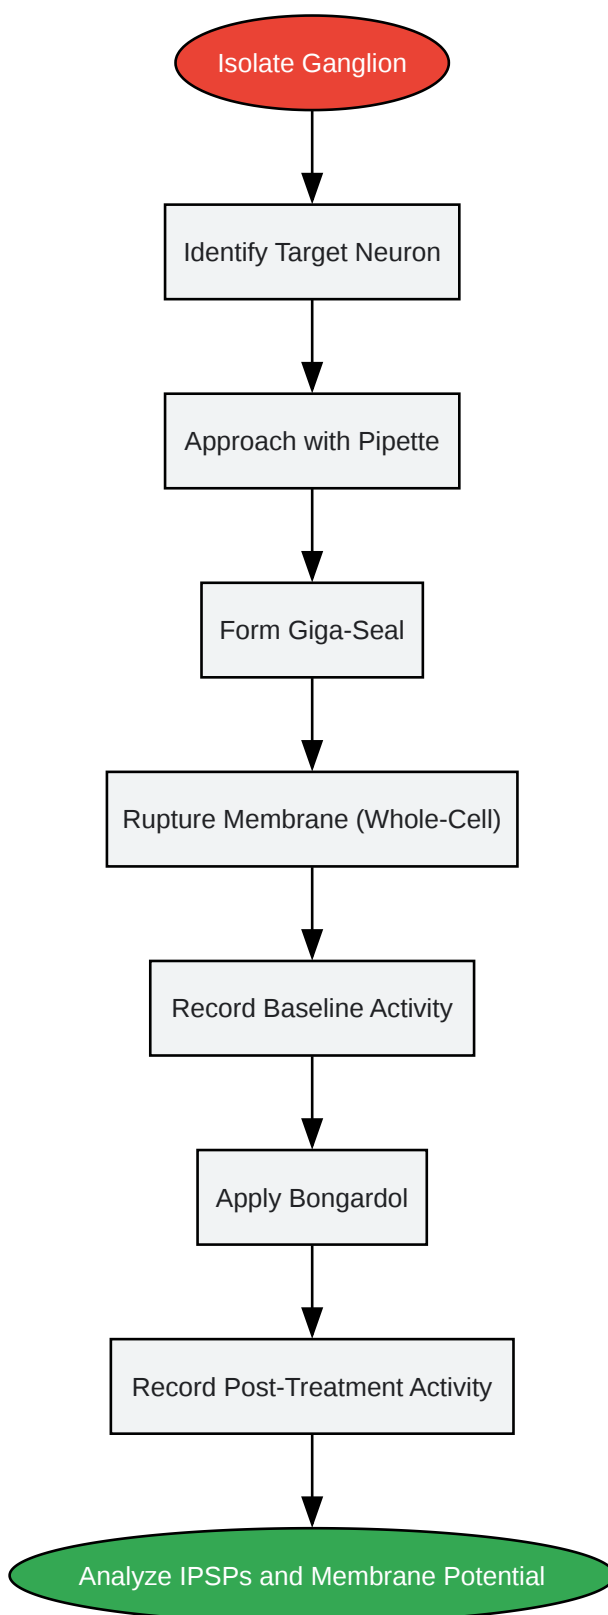 Isolate Ganglion
Identify Target Neuron
Approach with Pipette
Form Giga-Seal
Rupture Membrane (Whole-Cell)
Record Baseline Activity
Apply Bongardol
Record Post-Treatment Activity
Analyze IPSPs and Membrane Potential